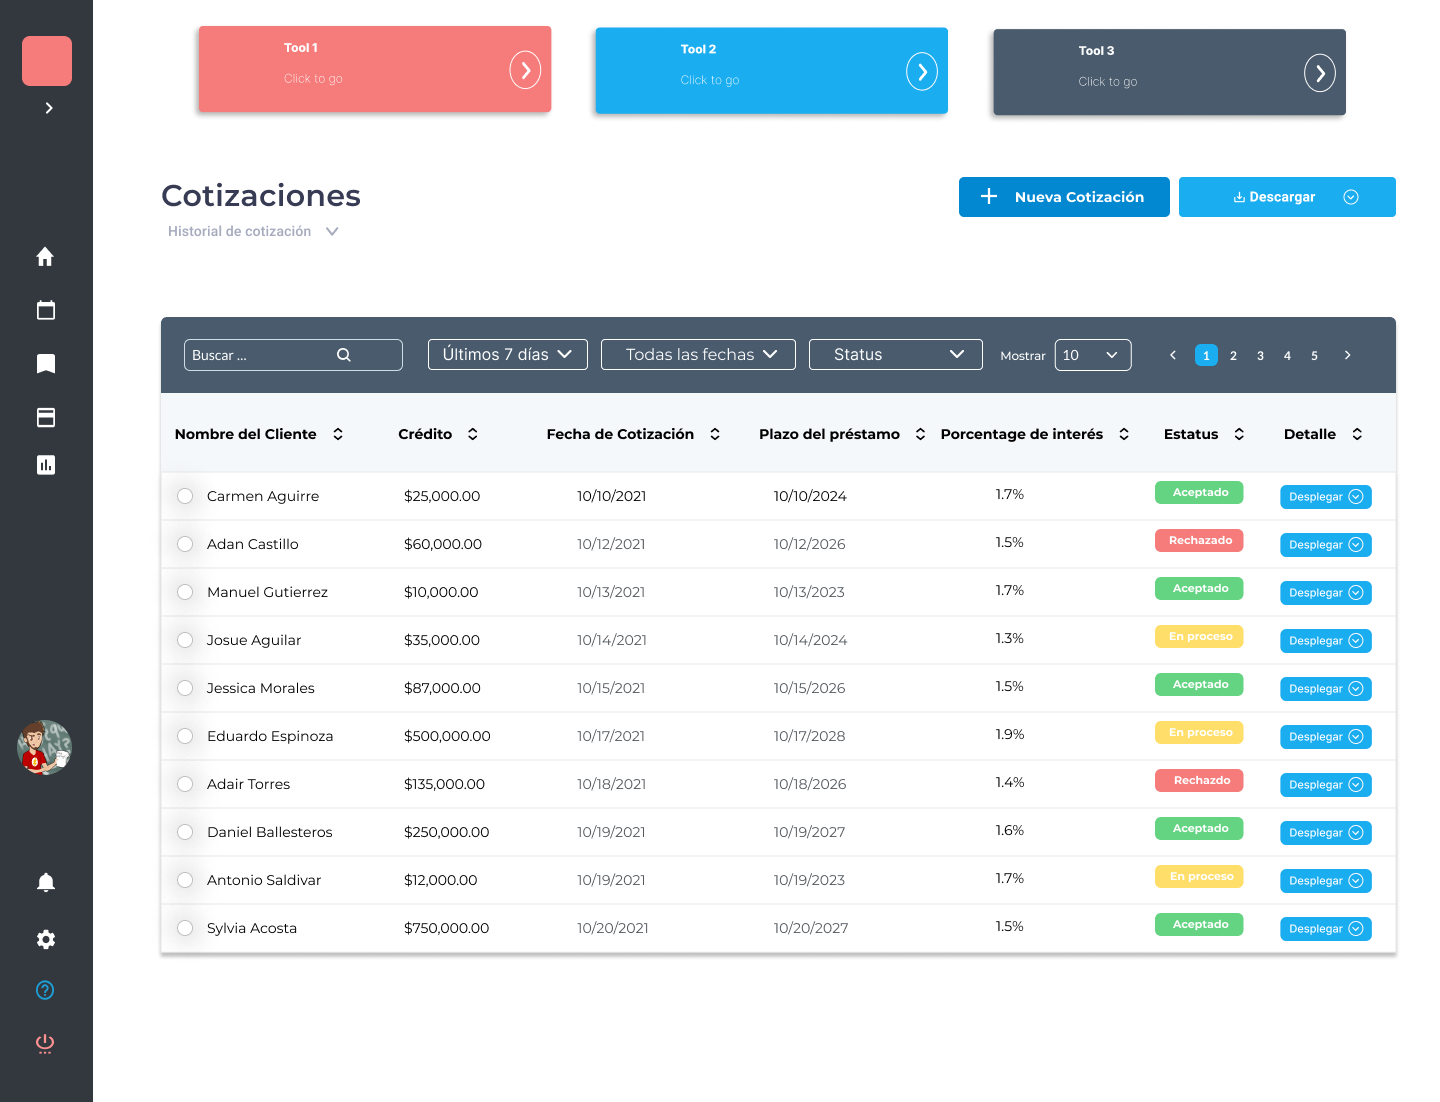 Tool 1
Click to go
Tool 2
Click to go
Tool 3
Click to go
Cotizaciones
Historial de cotización
Nueva Cotización
Descargar
Buscar ... Últimos 7 días Todas las fechas Status Mostrar 10 1 2 3 4 5
Nombre del Cliente Crédito Fecha de Cotización Plazo del préstamo Porcentage de interés Estatus Detalle
Carmen Aguirre $25,000.00 10/10/2021 10/10/2024 1.7% Aceptado Desplegar
Adan Castillo $60,000.00 10/12/2021 10/12/2026 1.5% Rechazado Desplegar
Manuel Gutierrez $10,000.00 10/13/2021 10/13/2023 1.7% Aceptado Desplegar
Josue Aguilar $35,000.00 10/14/2021 10/14/2024 1.3% En proceso Desplegar
Jessica Morales $87,000.00 10/15/2021 10/15/2026 1.5% Aceptado Desplegar
Eduardo Espinoza $500,000.00 10/17/2021 10/17/2028 1.9% En proceso Desplegar
Adair Torres $135,000.00 10/18/2021 10/18/2026 1.4% Rechazdo Desplegar
Daniel Ballesteros $250,000.00 10/19/2021 10/19/2027 1.6% Aceptado Desplegar
Antonio Saldivar $12,000.00 10/19/2021 10/19/2023 1.7% En proceso Desplegar
Sylvia Acosta $750,000.00 10/20/2021 10/20/2027 1.5% Aceptado Desplegar